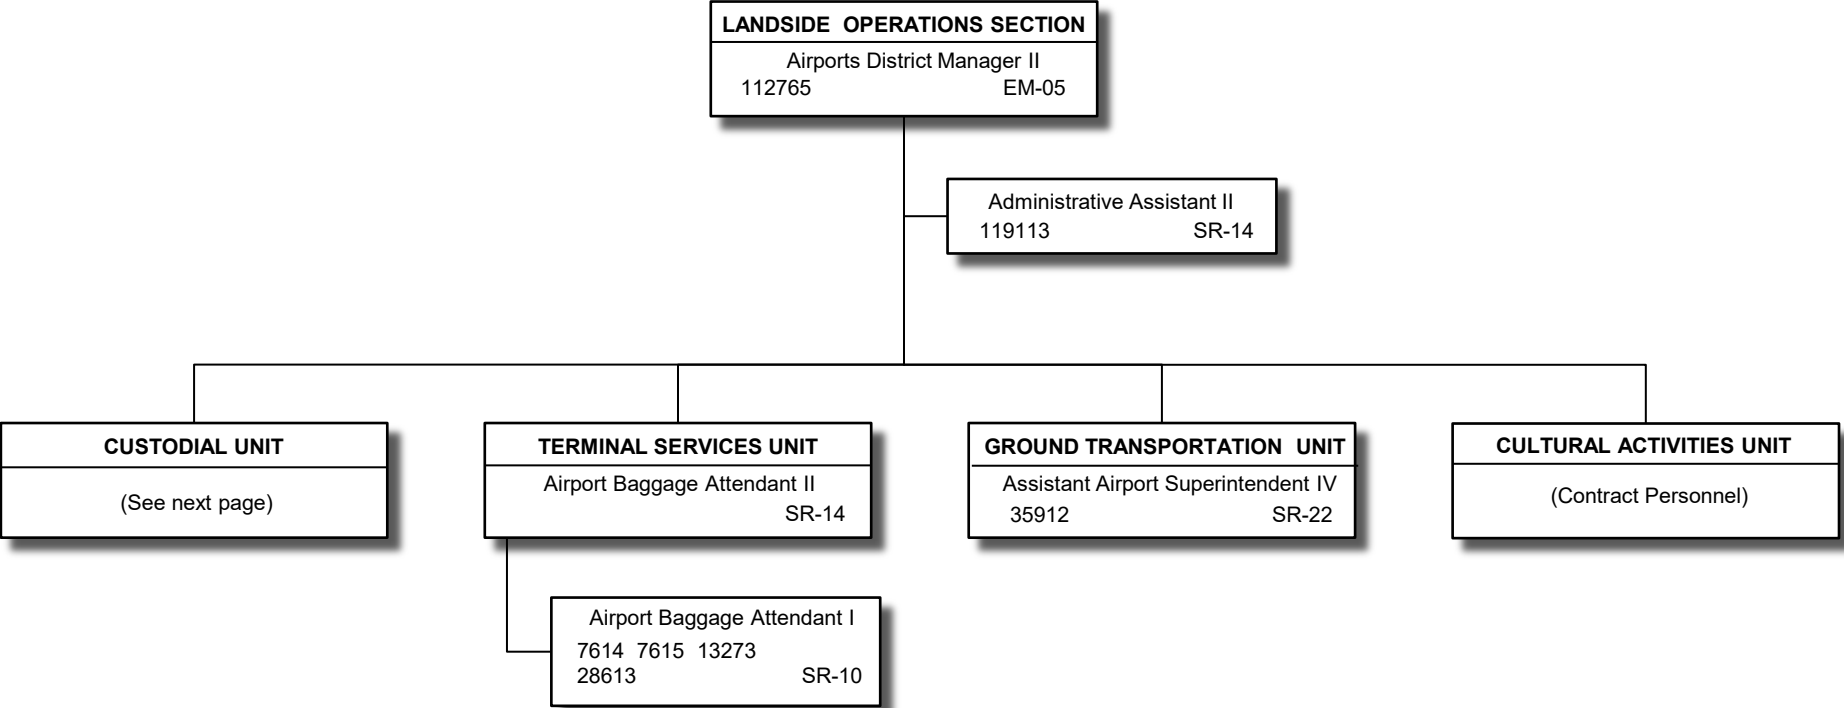 LANDSIDE OPERATIONS SECTION
Airports District Manager II
112765 EM-05
Administrative Assistant II
119113 SR-14
CUSTODIAL UNIT
(See next page)
TERMINAL SERVICES UNIT
Airport Baggage Attendant II
SR-14
Airport Baggage Attendant I
7614 7615 13273
28613 SR-10
GROUND TRANSPORTATION UNIT
Assistant Airport Superintendent IV
35912 SR-22
CULTURAL ACTIVITIES UNIT
(Contract Personnel)